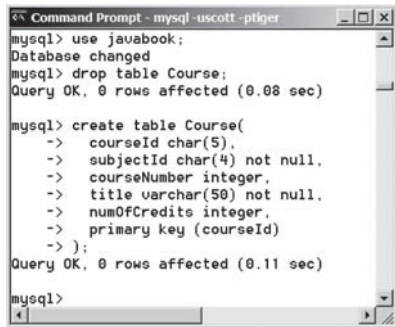 Command Prompt - mysql -uscott -ptiger
mysql> use javabook;
Database changed
mysql> drop table Course;
Query OK, 0 rows affected (0.08 sec)
mysql> create table Course(
-> courseId char(5),
-> subjectId char(4) not null,
-> courseNumber integer,
-> title varchar(50) not null,
-> numOfCredits integer,
-> primary key (courseId)
-> );
Query OK, 0 rows affected (0.11 sec)
mysql>